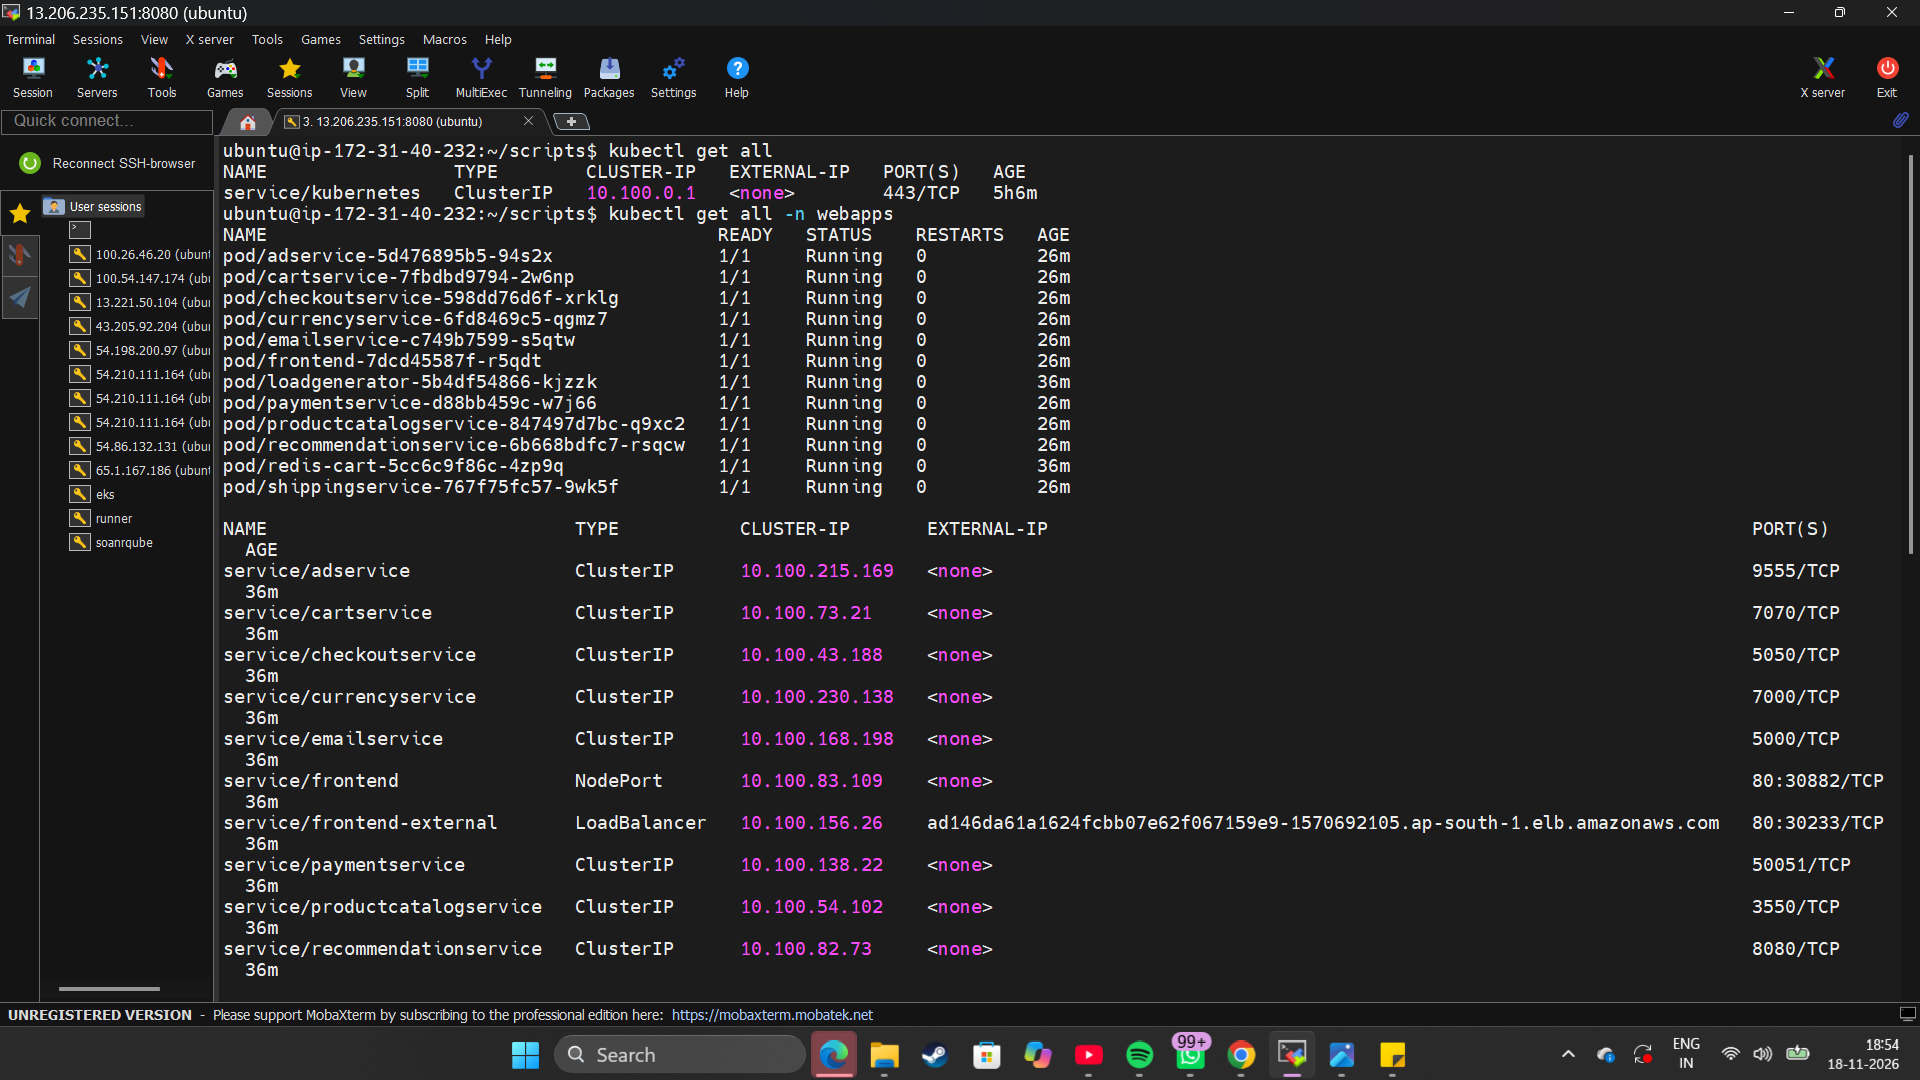 13.206.235.151:8080 (ubuntu)
Terminal Sessions View X server Tools Games Settings Macros Help
Session Servers Tools Games Sessions View Split MultiExec Tunneling Packages Settings Help X server Exit
Quick connect... 3. 13.206.235.151:8080 (ubuntu)
Reconnect SSH-browser
User sessions
100.26.46.20 (ubunt
100.54.147.174 (ubu
13.221.50.104 (ubur
43.205.92.204 (ubur
54.198.200.97 (ubur
54.210.111.164 (ubu
54.210.111.164 (ubu
54.210.111.164 (ubu
54.86.132.131 (ubur
65.1.167.186 (ubunt
eks
runner
soanrqube
ubuntu@ip-172-31-40-232:~/scripts$ kubectl get all
NAME TYPE CLUSTER-IP EXTERNAL-IP PORT(S) AGE
service/kubernetes ClusterIP 10.100.0.1 <none> 443/TCP 5h6m
ubuntu@ip-172-31-40-232:~/scripts$ kubectl get all -n webapps
NAME READY STATUS RESTARTS AGE
pod/adservice-5d476895b5-94s2x 1/1 Running 0 26m
pod/cartservice-7fbdbd9794-2w6np 1/1 Running 0 26m
pod/checkoutservice-598dd76d6f-xrklg 1/1 Running 0 26m
pod/currencyservice-6fd8469c5-qgmz7 1/1 Running 0 26m
pod/emailservice-c749b7599-s5qtw 1/1 Running 0 26m
pod/frontend-7dcd45587f-r5qdt 1/1 Running 0 26m
pod/loadgenerator-5b4df54866-kjzzk 1/1 Running 0 36m
pod/paymentservice-d88bb459c-w7j66 1/1 Running 0 26m
pod/productcatalogservice-847497d7bc-q9xc2 1/1 Running 0 26m
pod/recommendationservice-6b668bdfc7-rsqcw 1/1 Running 0 26m
pod/redis-cart-5cc6c9f86c-4zp9q 1/1 Running 0 36m
pod/shippingservice-767f75fc57-9wk5f 1/1 Running 0 26m
NAME TYPE CLUSTER-IP EXTERNAL-IP PORT(S)
AGE
service/adservice ClusterIP 10.100.215.169 <none> 9555/TCP
36m
service/cartservice ClusterIP 10.100.73.21 <none> 7070/TCP
36m
service/checkoutservice ClusterIP 10.100.43.188 <none> 5050/TCP
36m
service/currencyservice ClusterIP 10.100.230.138 <none> 7000/TCP
36m
service/emailservice ClusterIP 10.100.168.198 <none> 5000/TCP
36m
service/frontend NodePort 10.100.83.109 <none> 80:30882/TCP
36m
service/frontend-external LoadBalancer 10.100.156.26 ad146da61a1624fcbb07e62f067159e9-1570692105.ap-south-1.elb.amazonaws.com 80:30233/TCP
36m
service/paymentservice ClusterIP 10.100.138.22 <none> 50051/TCP
36m
service/productcatalogservice ClusterIP 10.100.54.102 <none> 3550/TCP
36m
service/recommendationservice ClusterIP 10.100.82.73 <none> 8080/TCP
36m
UNREGISTERED VERSION - Please support MobaXterm by subscribing to the professional edition here: https://mobaxterm.mobatek.net
Search 99+ ENG 18:54
IN 18-11-2026